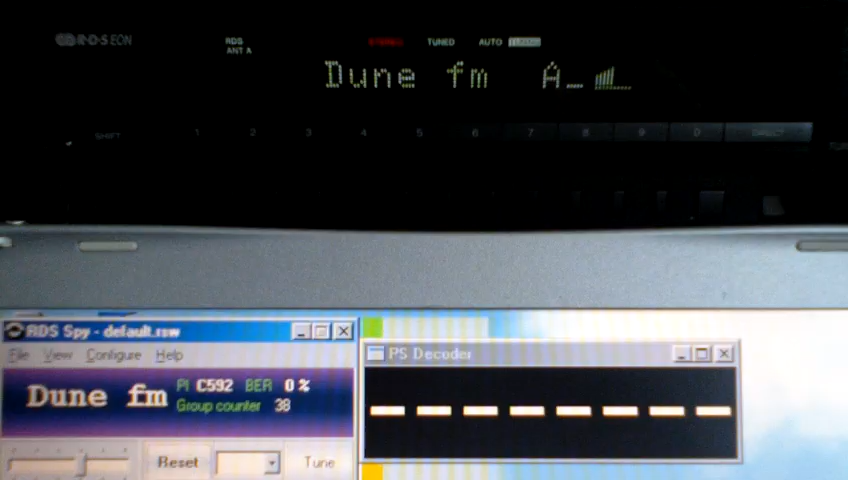 R·D·S EON
RDS
ANT A
STEREO TUNED AUTO TUNING
Dune fm A_
SHIFT 1 2 3 4 5 6 7 8 9 0 DIRECT
RDS Spy - default.rsw
File View Configure Help
Dune fm
PI C592 BER 0 %
Group counter 38
Reset Tune
PS Decoder
_ _ _ _ _ _ _ _